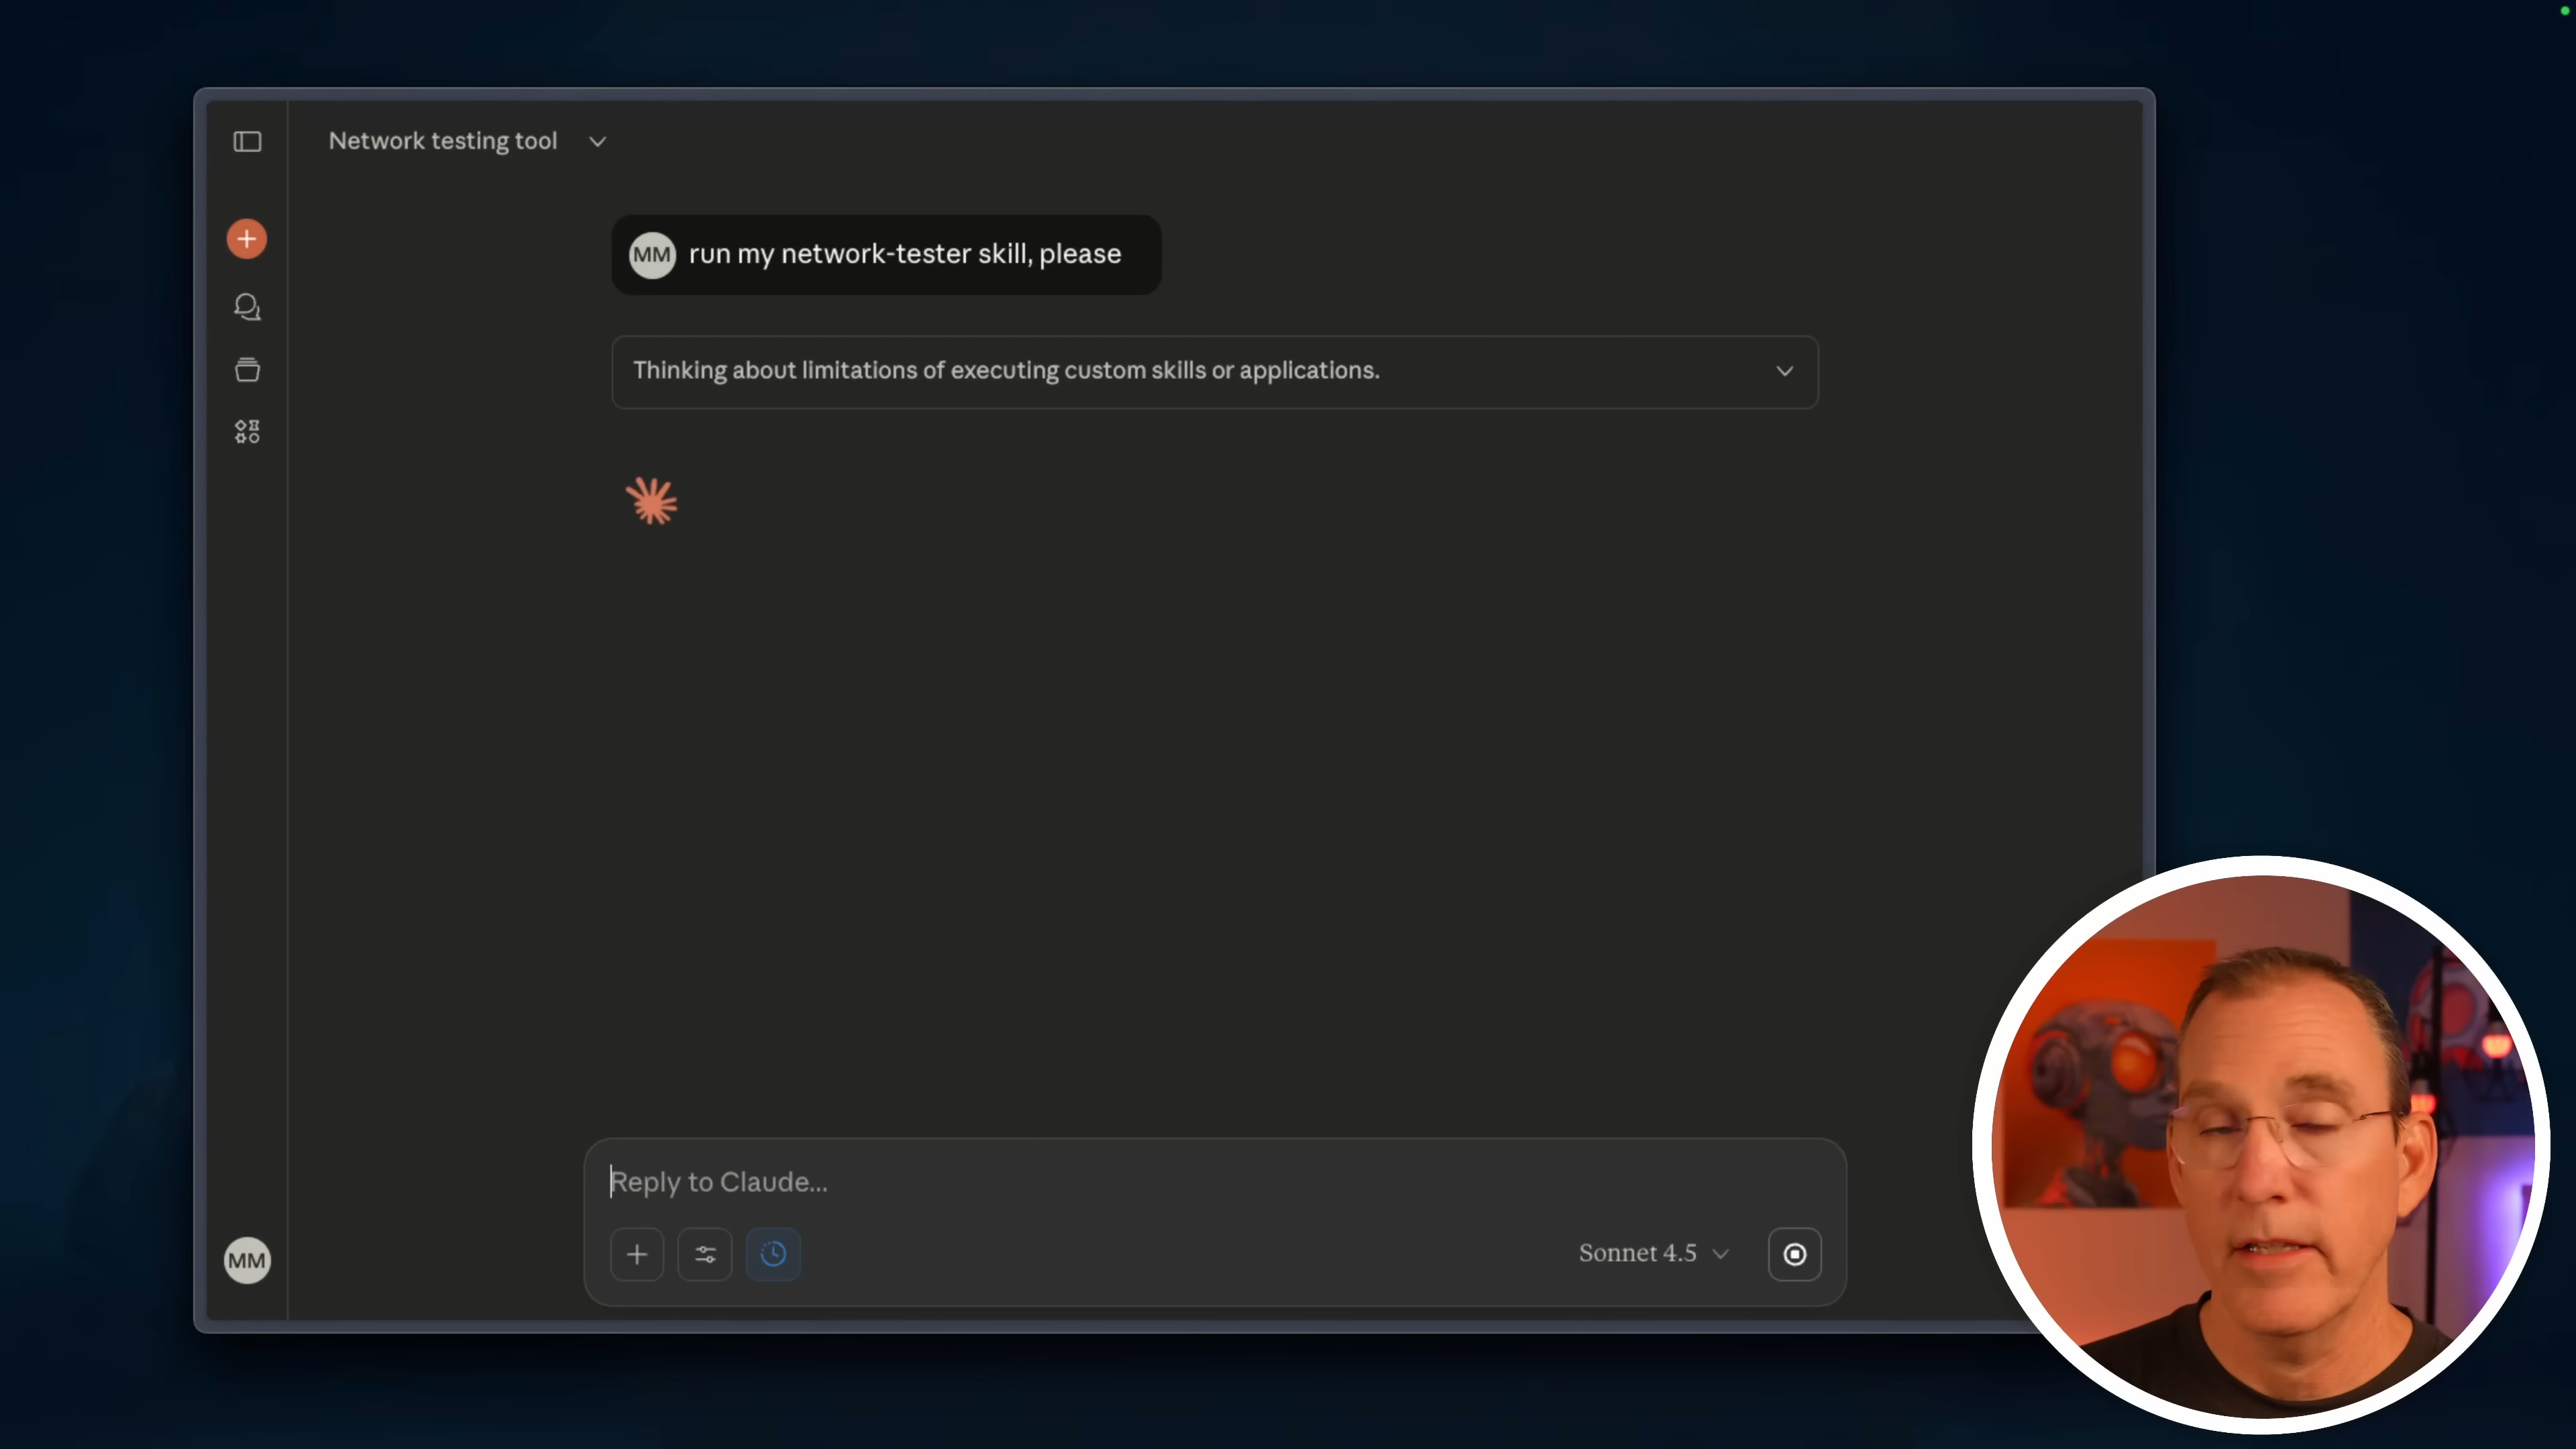 Network testing tool
MM run my network-tester skill, please
Thinking about limitations of executing custom skills or applications.
Reply to Claude...
Sonnet 4.5
MM